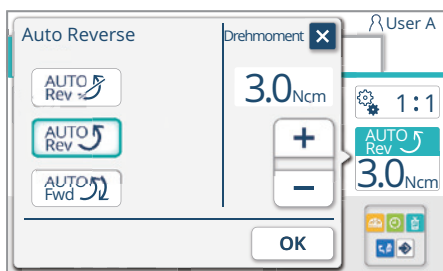 Auto Reverse
Drehmoment
User A
AUTO
Rev
3.0Ncm
1:1
AUTO
Rev
AUTO
Rev
3.0Ncm
AUTO
Fwd
OK